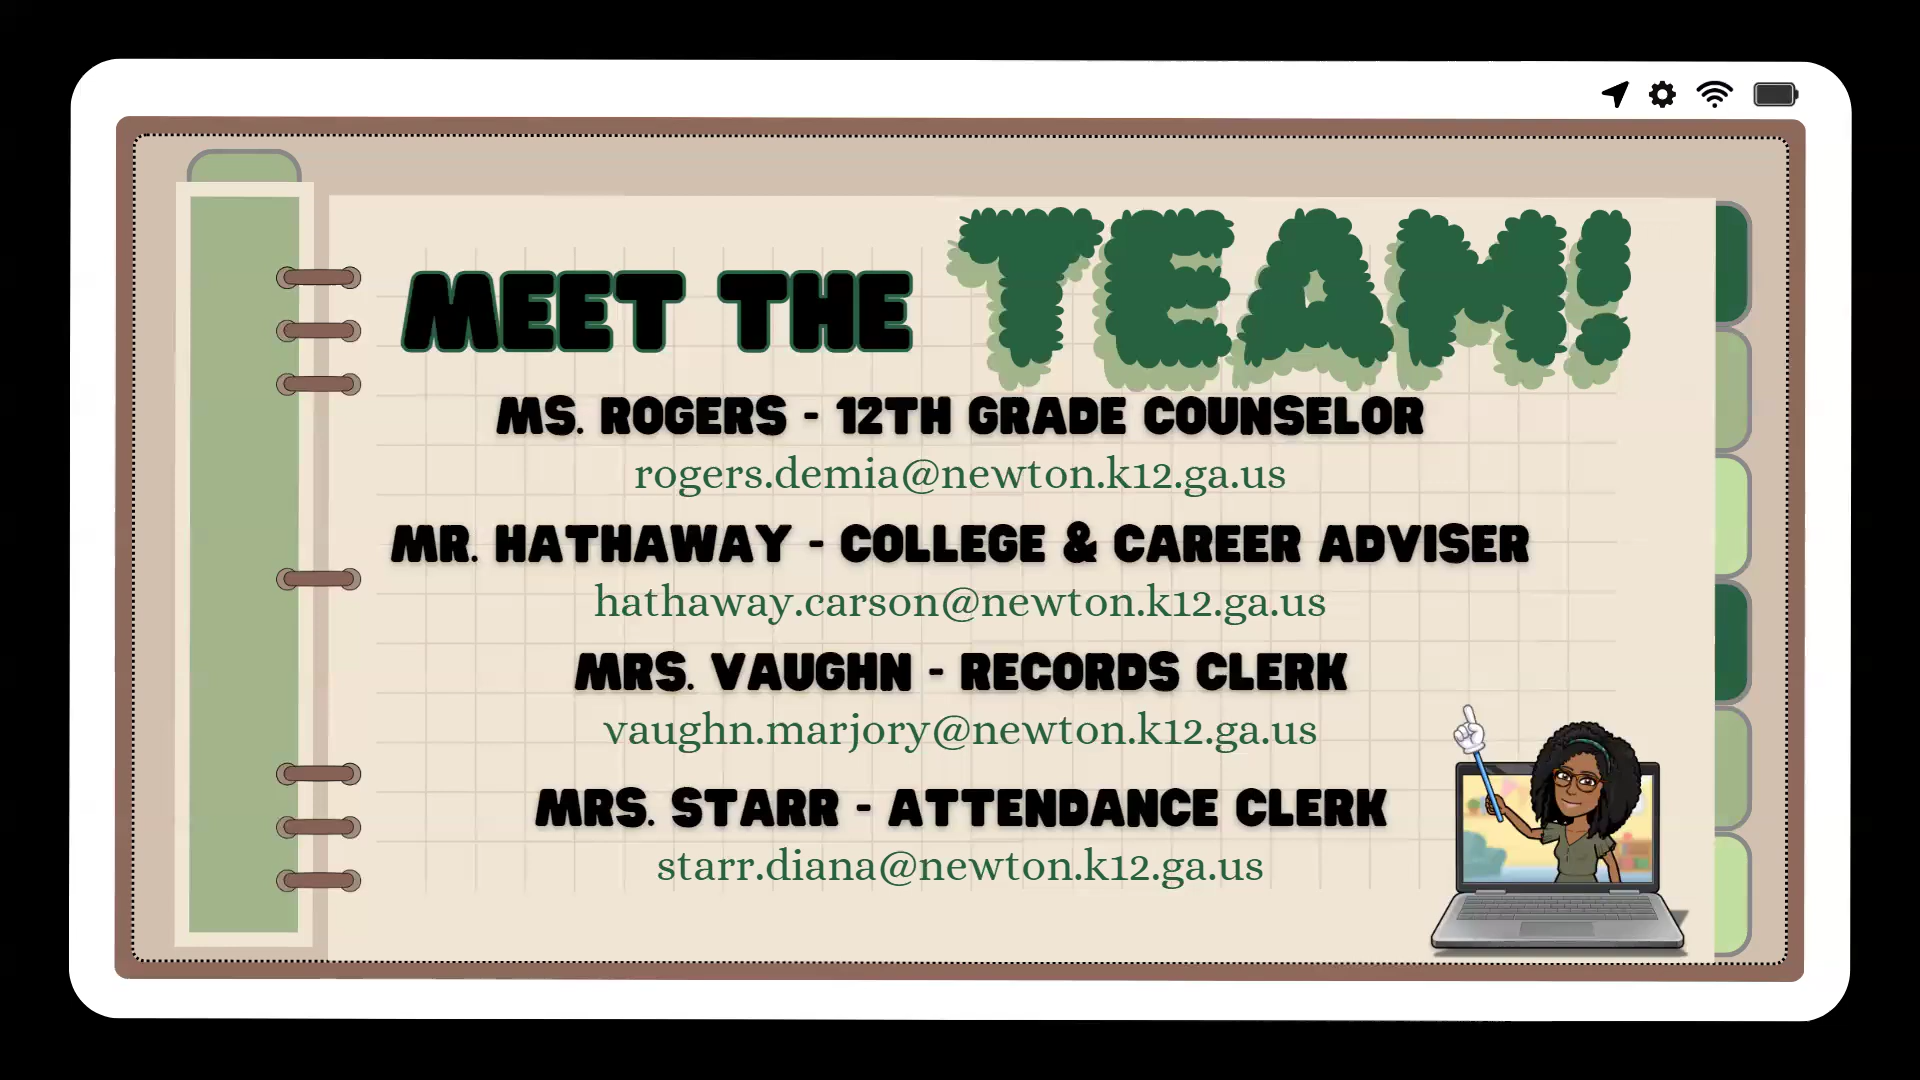 MEET THE TEAM!
MS. ROGERS - 12TH GRADE COUNSELOR
rogers.demia@newton.k12.ga.us
MR. HATHAWAY - COLLEGE & CAREER ADVISER
hathaway.carson@newton.k12.ga.us
MRS. VAUGHN - RECORDS CLERK
vaughn.marjory@newton.k12.ga.us
MRS. STARR - ATTENDANCE CLERK
starr.diana@newton.k12.ga.us